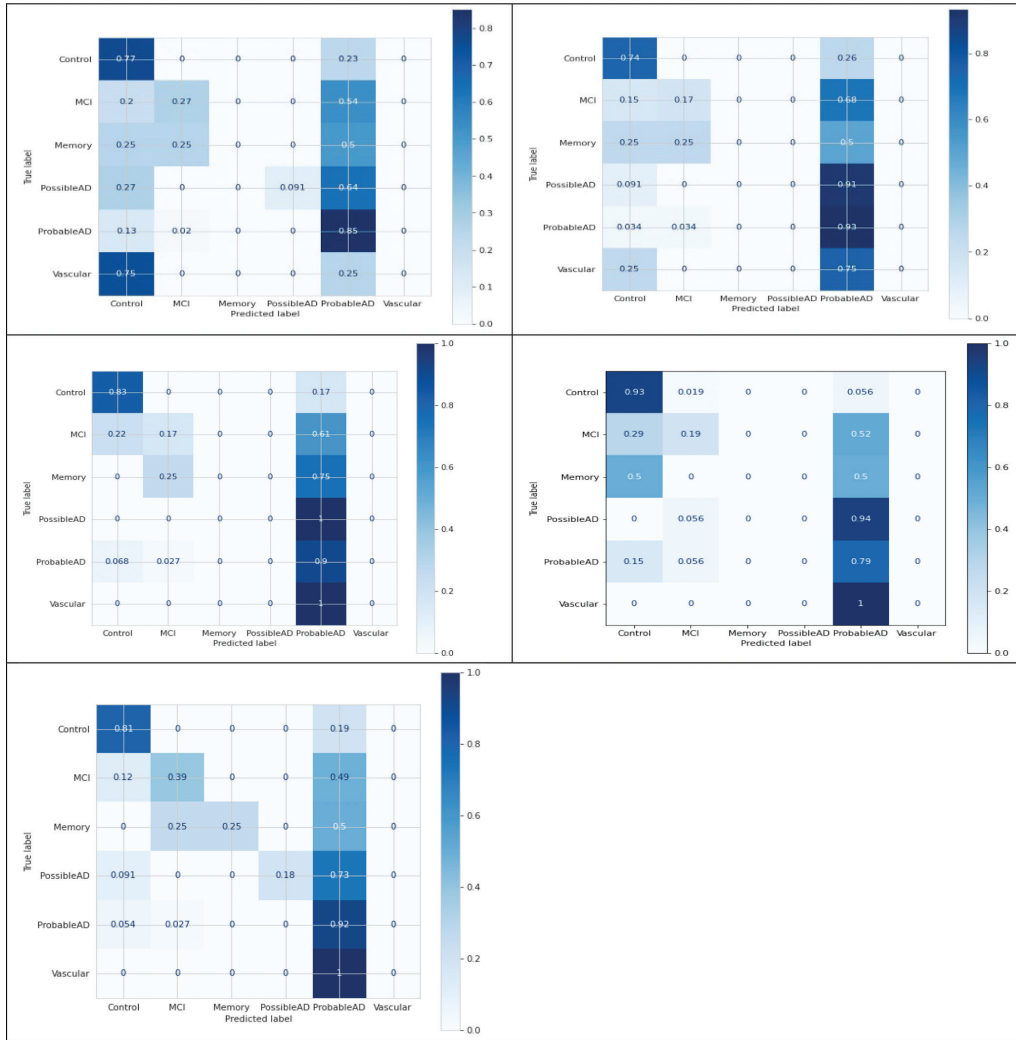 0.8
Control 0.77 0 0 0 0.23 0
0.7
MCI 0.2 0.27 0 0 0.54 0
0.6
Memory 0.25 0.25 0 0 0.5 0
0.5
0.4
PossibleAD 0.27 0 0 0.091 0.64 0
0.3
ProbableAD 0.13 0.02 0 0 0.85 0
0.2
Vascular 0.75 0 0 0 0.25 0
0.1
0.0
Control MCI Memory PossibleAD ProbableAD Vascular
Predicted label
True label
Control 0.74 0 0 0 0.26 0
0.8
MCI 0.15 0.17 0 0 0.68 0
0.6
Memory 0.25 0.25 0 0 0.5 0
0.4
PossibleAD 0.091 0 0 0 0.91 0
ProbableAD 0.034 0.034 0 0 0.93 0
0.2
Vascular 0.25 0 0 0 0.75 0
0.0
Control MCI Memory PossibleAD ProbableAD Vascular
Predicted label
True label
1.0
Control 0.83 0 0 0 0.17 0
0.8
MCI 0.22 0.17 0 0 0.61 0
0.6
Memory 0 0.25 0 0 0.75 0
PossibleAD 0 0 0 0 1 0
0.4
ProbableAD 0.068 0.027 0 0 0.9 0
0.2
Vascular 0 0 0 0 1 0
0.0
Control MCI Memory PossibleAD ProbableAD Vascular
Predicted label
True label
1.0
Control 0.93 0.019 0 0 0.056 0
0.8
MCI 0.29 0.19 0 0 0.52 0
0.6
Memory 0.5 0 0 0 0.5 0
PossibleAD 0 0.056 0 0 0.94 0
0.4
ProbableAD 0.15 0.056 0 0 0.79 0
0.2
Vascular 0 0 0 0 1 0
0.0
Control MCI Memory PossibleAD ProbableAD Vascular
Predicted label
True label
1.0
Control 0.81 0 0 0 0.19 0
0.8
MCI 0.12 0.39 0 0 0.49 0
0.6
Memory 0 0.25 0.25 0 0.5 0
PossibleAD 0.091 0 0 0.18 0.73 0
0.4
ProbableAD 0.054 0.027 0 0 0.92 0
0.2
Vascular 0 0 0 0 1 0
0.0
Control MCI Memory PossibleAD ProbableAD Vascular
Predicted label
True label